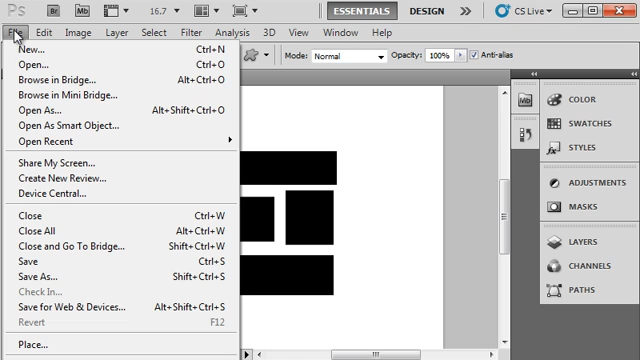 Ps Br Mb 16.7 ESSENTIALS DESIGN CS Live
File Edit Image Layer Select Filter Analysis 3D View Window Help
Mode: Normal Opacity: 100% Anti-alias
New... Ctrl+N
Open... Ctrl+O
Browse in Bridge... Alt+Ctrl+O
Browse in Mini Bridge...
Open As... Alt+Shift+Ctrl+O
Open As Smart Object...
Open Recent
Share My Screen...
Create New Review...
Device Central...
Close Ctrl+W
Close All Alt+Ctrl+W
Close and Go To Bridge... Shift+Ctrl+W
Save Ctrl+S
Save As... Shift+Ctrl+S
Check In...
Save for Web & Devices... Alt+Shift+Ctrl+S
Revert F12
Place...
Mb
COLOR
SWATCHES
STYLES
ADJUSTMENTS
MASKS
LAYERS
CHANNELS
PATHS